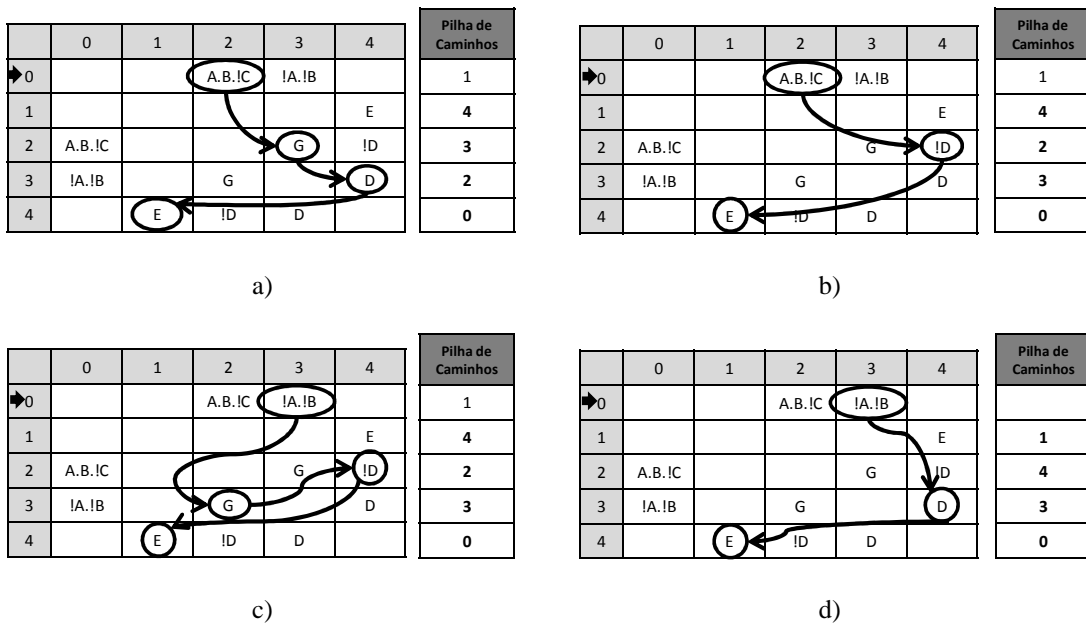 0 1 2 3 4 Pilha de Caminhos
0 A.B.!C !A.!B 1
1 E 4
2 A.B.!C G !D 3
3 !A.!B G D 2
4 E !D D 0
a)
0 1 2 3 4 Pilha de Caminhos
0 A.B.!C !A.!B 1
1 E 4
2 A.B.!C G !D 2
3 !A.!B G D 3
4 E !D D 0
b)
0 1 2 3 4 Pilha de Caminhos
0 A.B.!C !A.!B 1
1 E 4
2 A.B.!C G !D 2
3 !A.!B G D 3
4 E !D D 0
c)
0 1 2 3 4 Pilha de Caminhos
0 A.B.!C !A.!B
1 E 1
2 A.B.!C G !D 4
3 !A.!B G D 3
4 E !D D 0
d)